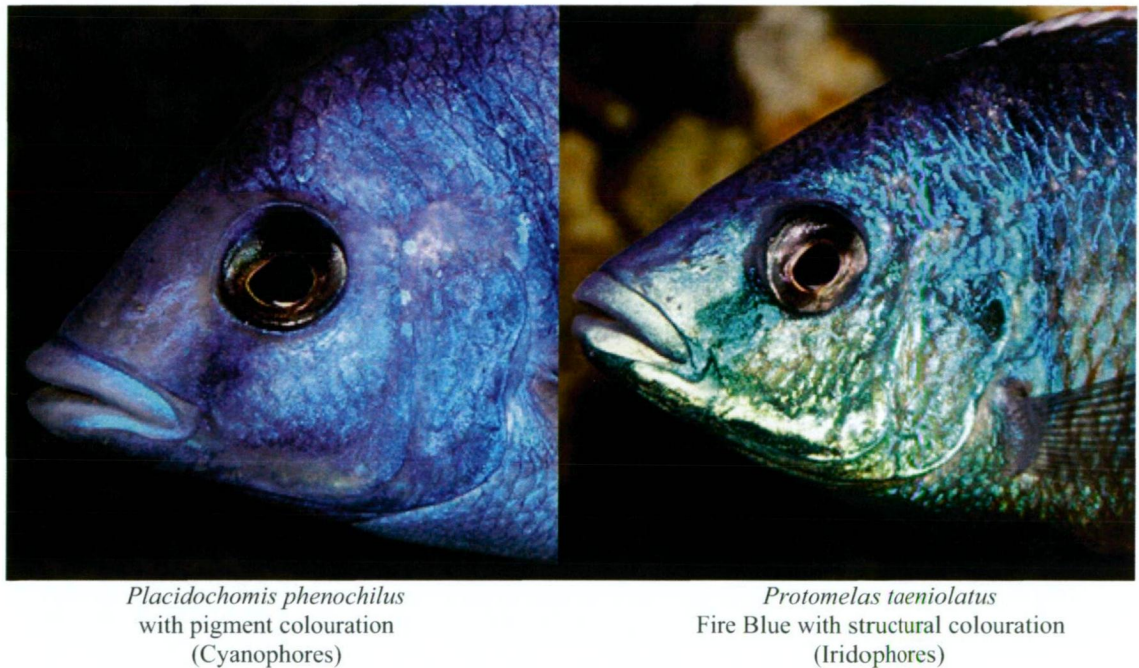 Placidochomis phenochilus
with pigment colouration
(Cyanophores)
Protomelas taeniolatus
Fire Blue with structural colouration
(Iridophores)